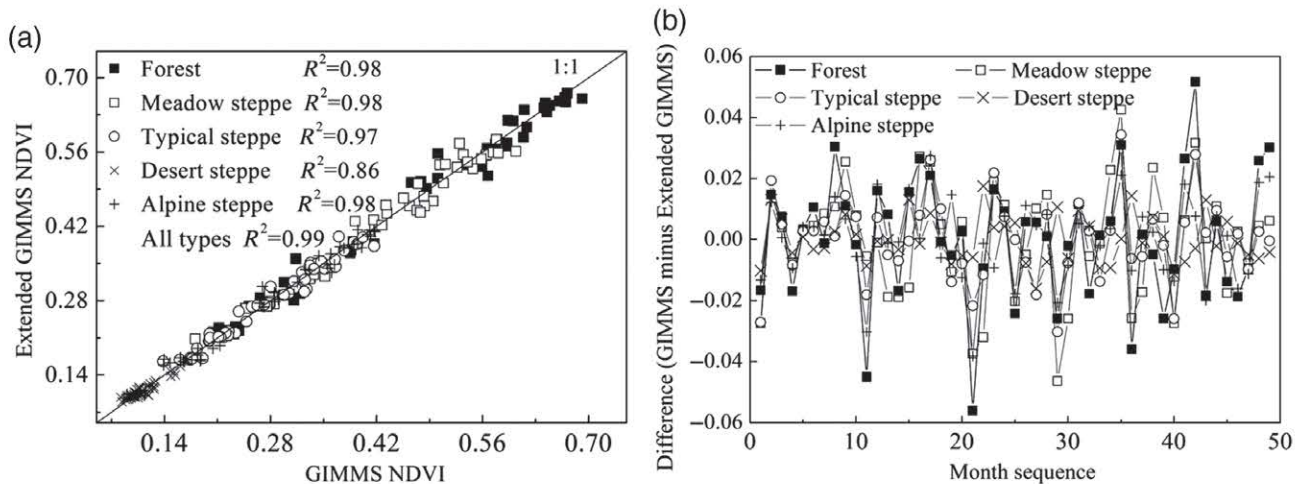 (a)
Forest R²=0.98
Meadow steppe R²=0.98
Typical steppe R²=0.97
Desert steppe R²=0.86
Alpine steppe R²=0.98
All types R²=0.99
1:1
Extended GIMMS NDVI
0.70
0.56
0.42
0.28
0.14
0.14 0.28 0.42 0.56 0.70
GIMMS NDVI
(b)
Forest Meadow steppe
Typical steppe Desert steppe
Alpine steppe
Difference (GIMMS minus Extended GIMMS)
0.06
0.04
0.02
0.00
−0.02
−0.04
−0.06
0 10 20 30 40 50
Month sequence